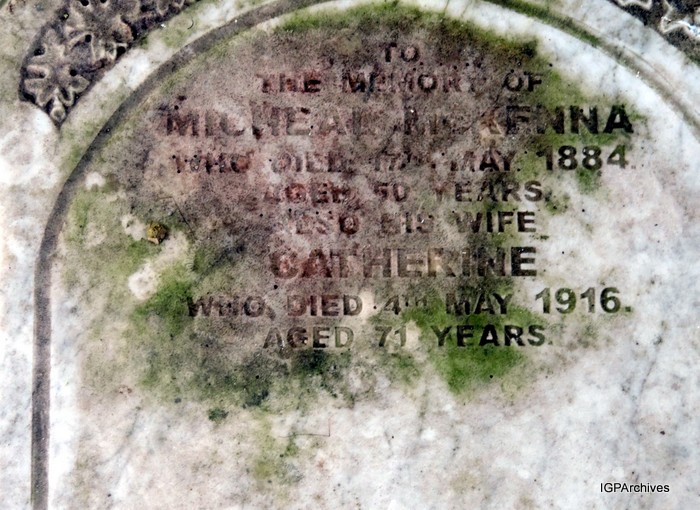 TO
THE MEMORY OF
MICHEAL McKENNA
WHO DIED 17TH MAY 1884.
AGED 50 YEARS.
ALSO HIS WIFE
CATHERINE
WHO DIED 4TH MAY 1916.
AGED 71 YEARS.
IGPArchives